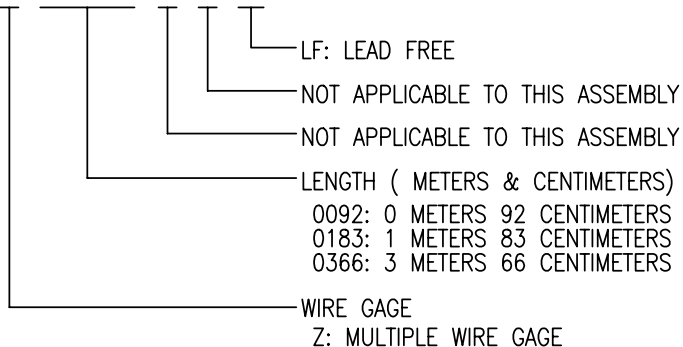 LF: LEAD FREE
NOT APPLICABLE TO THIS ASSEMBLY
NOT APPLICABLE TO THIS ASSEMBLY
LENGTH ( METERS & CENTIMETERS)
0092: 0 METERS 92 CENTIMETERS
0183: 1 METERS 83 CENTIMETERS
0366: 3 METERS 66 CENTIMETERS
WIRE GAGE
Z: MULTIPLE WIRE GAGE